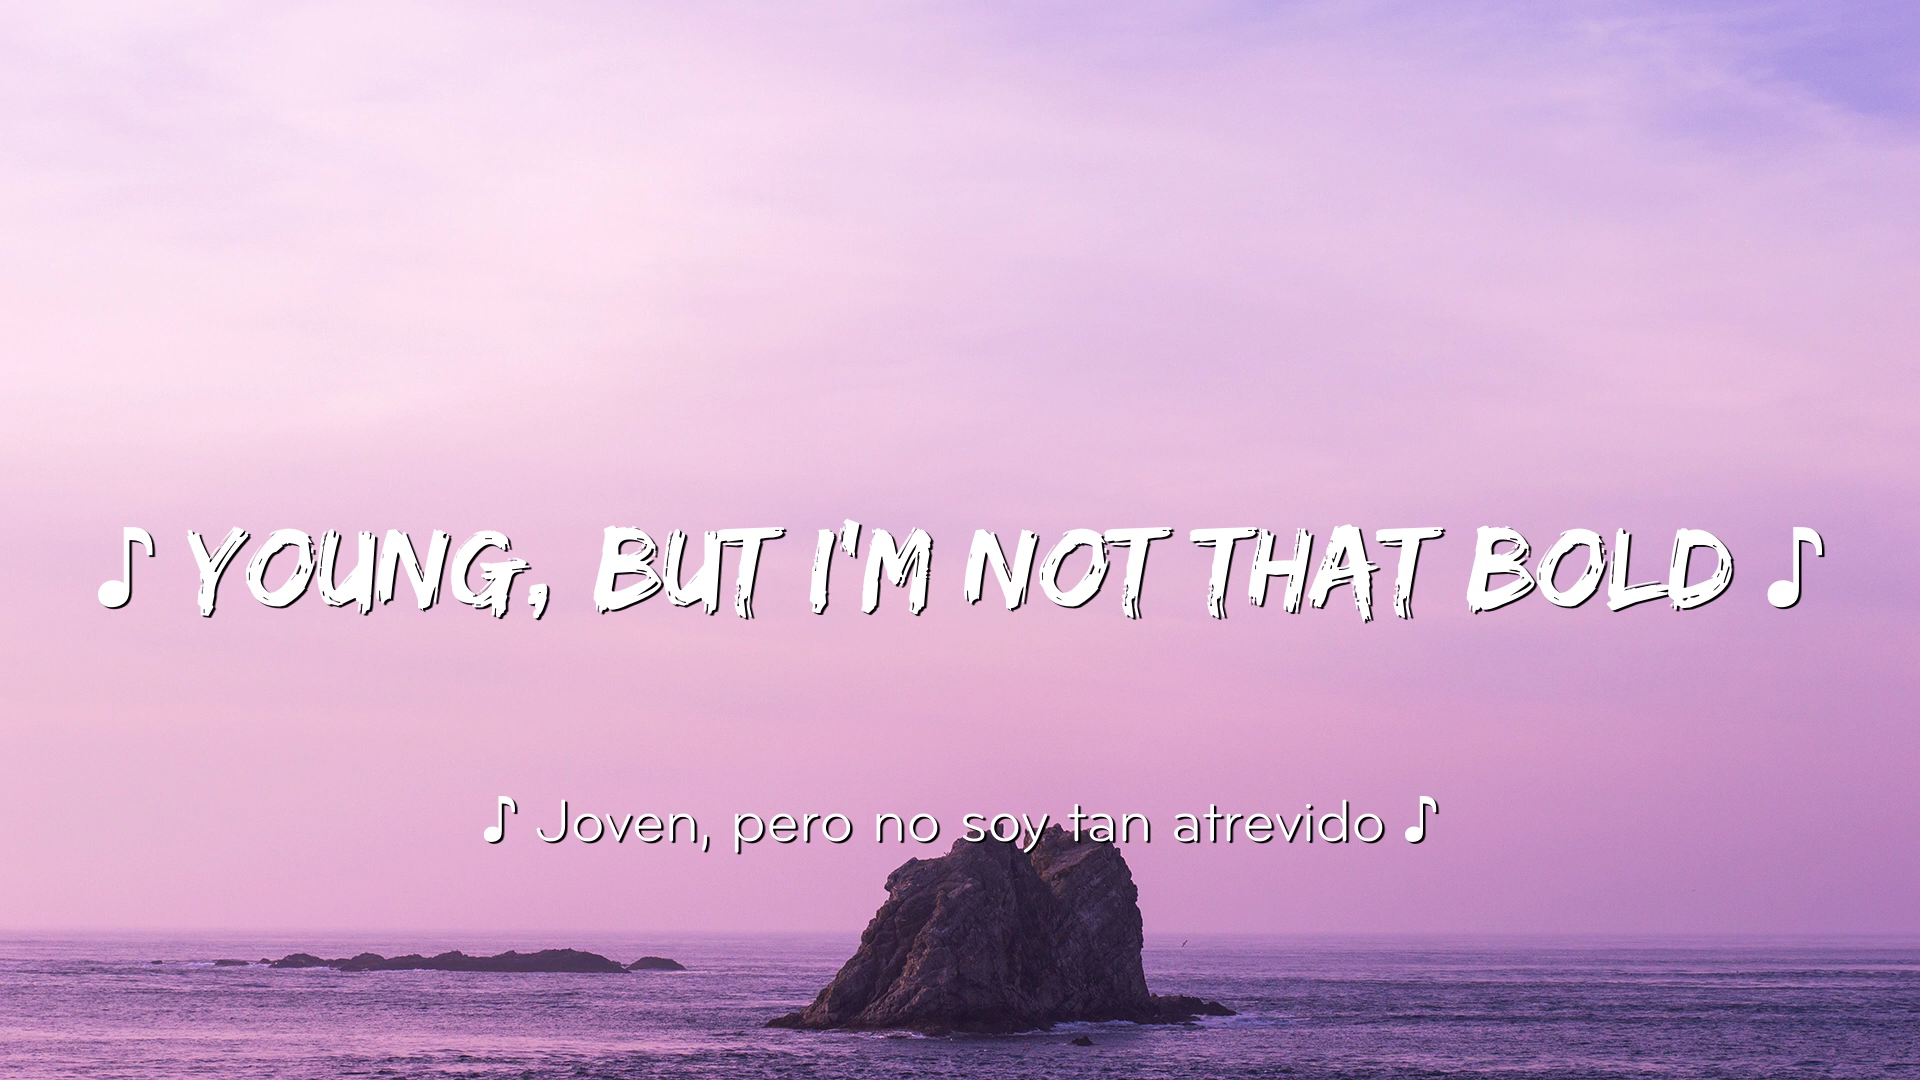 ♪ YOUNG, BUT I'M NOT THAT BOLD ♪
♪ Joven, pero no soy tan atrevido ♪